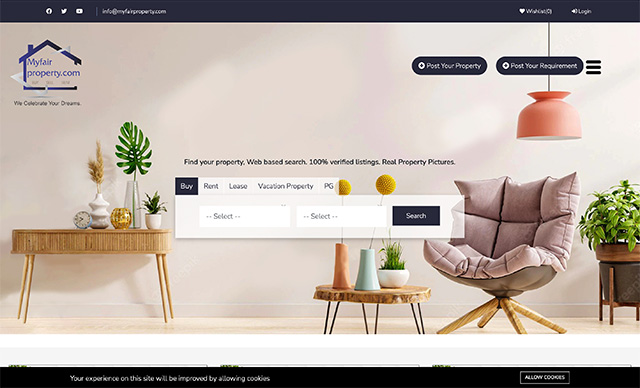 info@myfairproperty.com
Wishlist(0)
Login
Myfair
property.com
We Celebrate Your Dreams.
Post Your Property
Post Your Requirement
Find your property, Web based search. 100% verified listings. Real Property Pictures.
Buy
Rent
Lease
Vacation Property
PG
-- Select --
-- Select --
Search
Your experience on this site will be improved by allowing cookies
ALLOW COOKIES